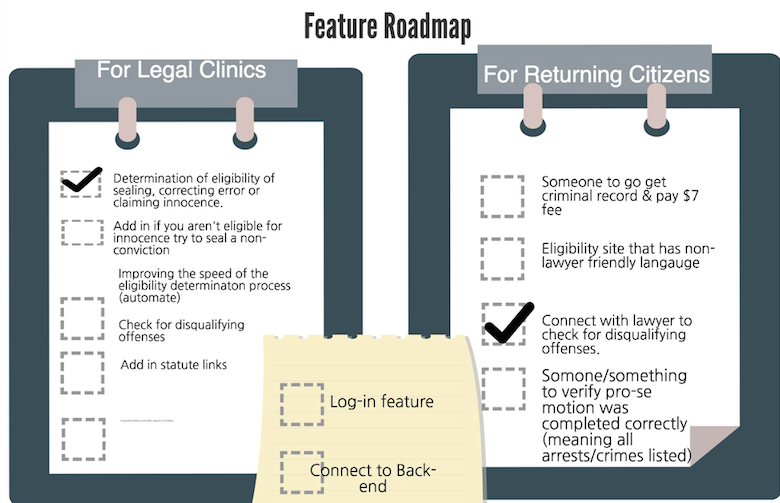 Feature Roadmap
For Legal Clinics
Determination of eligibility of
sealing, correcting error or
claiming innocence.
Add in if you aren't eligible for
innocence try to seal a non-
conviction
Improving the speed of the
eligibility determinaton process
(automate)
Check for disqualifying
offenses
Add in statute links
For Returning Citizens
Someone to go get
criminal record & pay $7
fee
Eligibility site that has non-
lawyer friendly langauge
Connect with lawyer to
check for disqualifying
offenses.
Somone/something
to verify pro-se
motion was
completed correctly
(meaning all
arrests/crimes listed)
Log-in feature
Connect to Back-
end